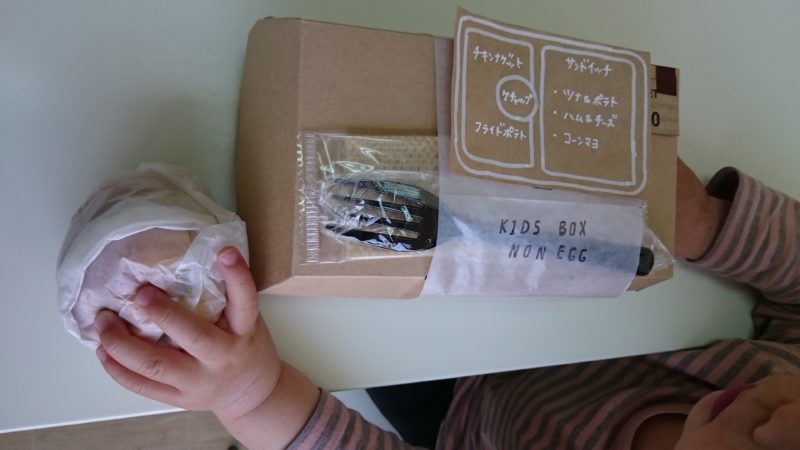 チキンナゲット
ケチャップ
フライドポテト
サンドイッチ
・ツナ&ポテト
・ハム&チーズ
・コーンマヨ
KIDS BOX
NON EGG